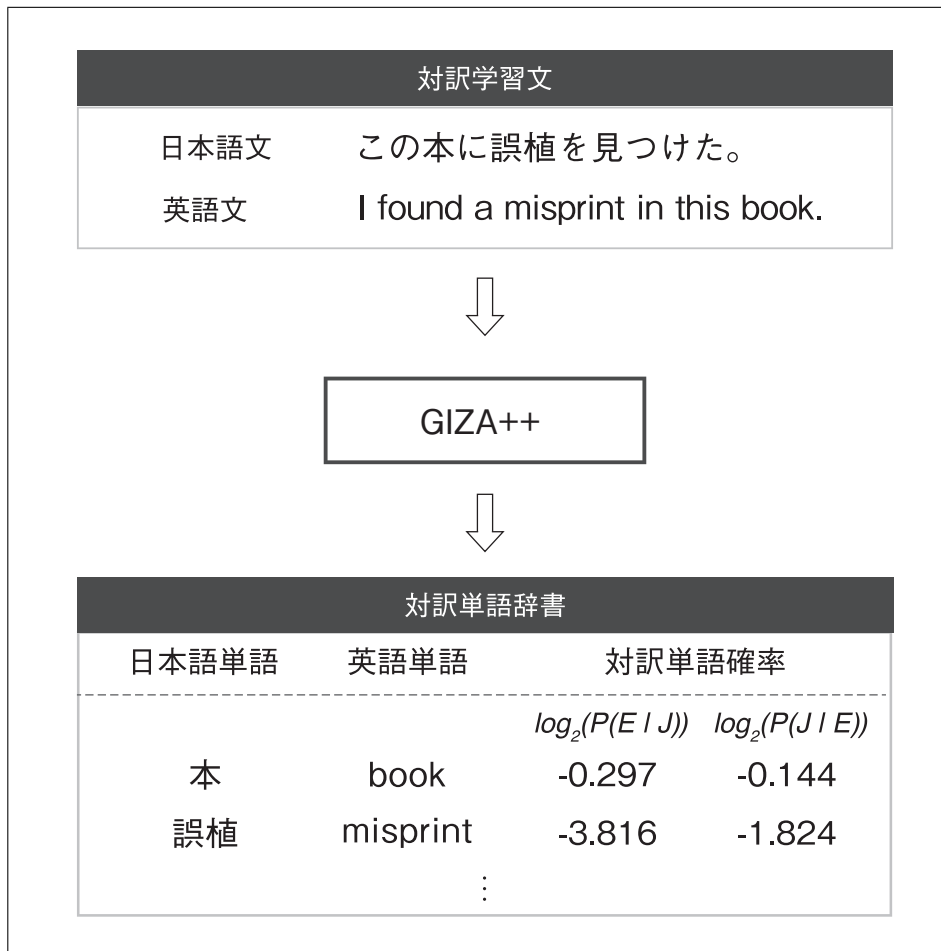 対訳学習文
日本語文 この本に誤植を見つけた。
英語文 I found a misprint in this book.
GIZA++
対訳単語辞書
日本語単語 英語単語 対訳単語確率
log₂(P(E | J)) log₂(P(J | E))
本 book -0.297 -0.144
誤植 misprint -3.816 -1.824
⋮